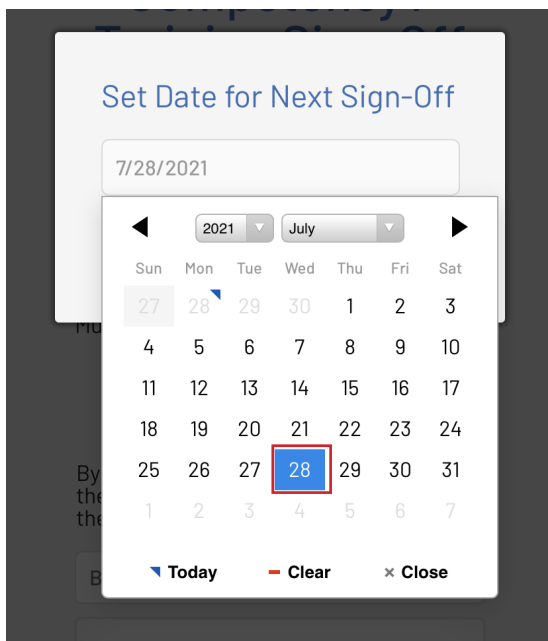 Set Date for Next Sign-Off
7/28/2021
2021 July
Sun Mon Tue Wed Thu Fri Sat
27 28 29 30 1 2 3
4 5 6 7 8 9 10
11 12 13 14 15 16 17
18 19 20 21 22 23 24
25 26 27 28 29 30 31
1 2 3 4 5 6 7
By
the
the
Today Clear Close